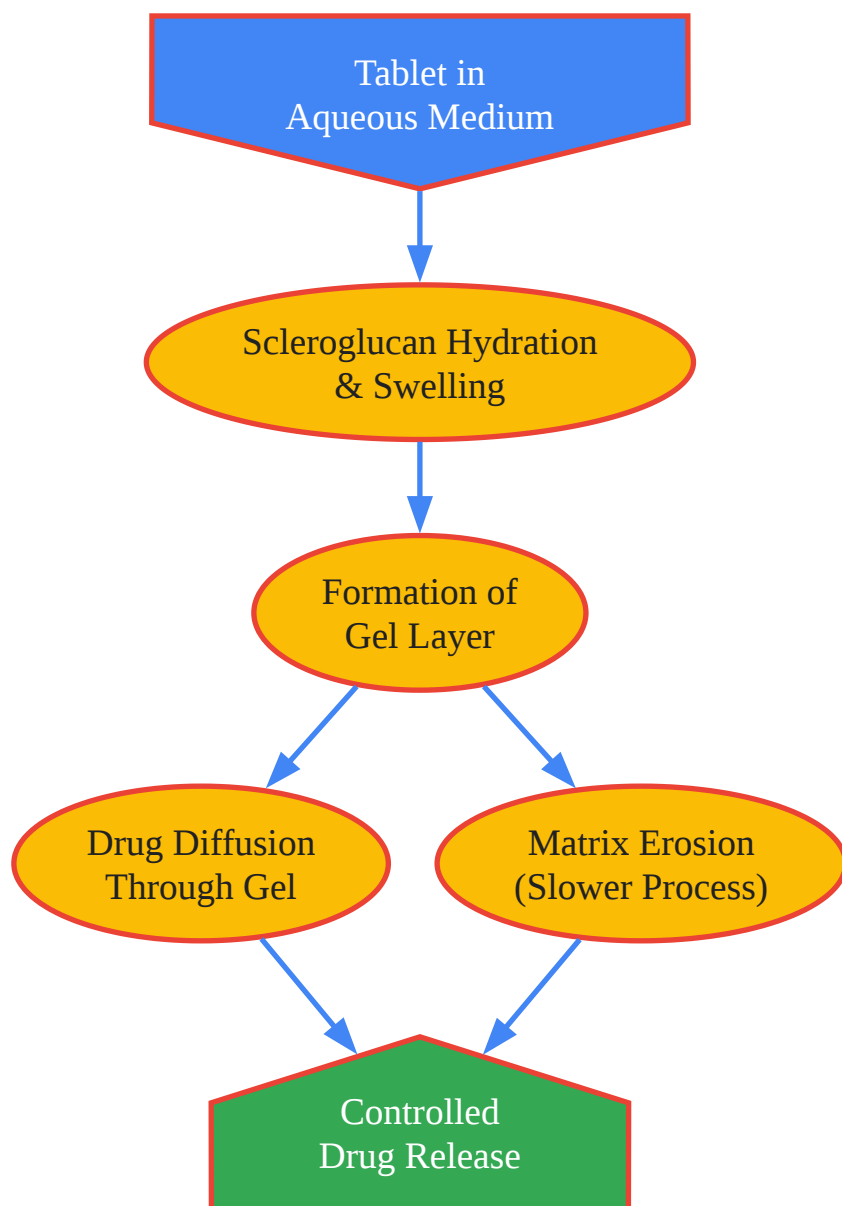 Tablet in
Aqueous Medium
Scleroglucan Hydration
& Swelling
Formation of
Gel Layer
Drug Diffusion
Through Gel
Matrix Erosion
(Slower Process)
Controlled
Drug Release